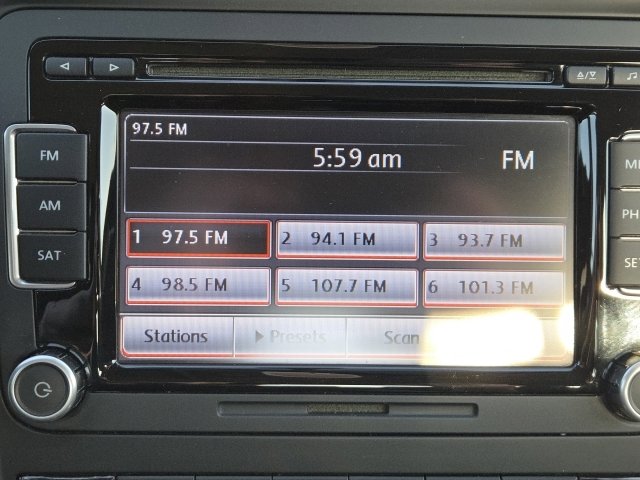 97.5 FM
5:59 am FM
FM
1 97.5 FM 2 94.1 FM 3 93.7 FM
AM
SAT
4 98.5 FM 5 107.7 FM 6 101.3 FM
Stations Presets Scan